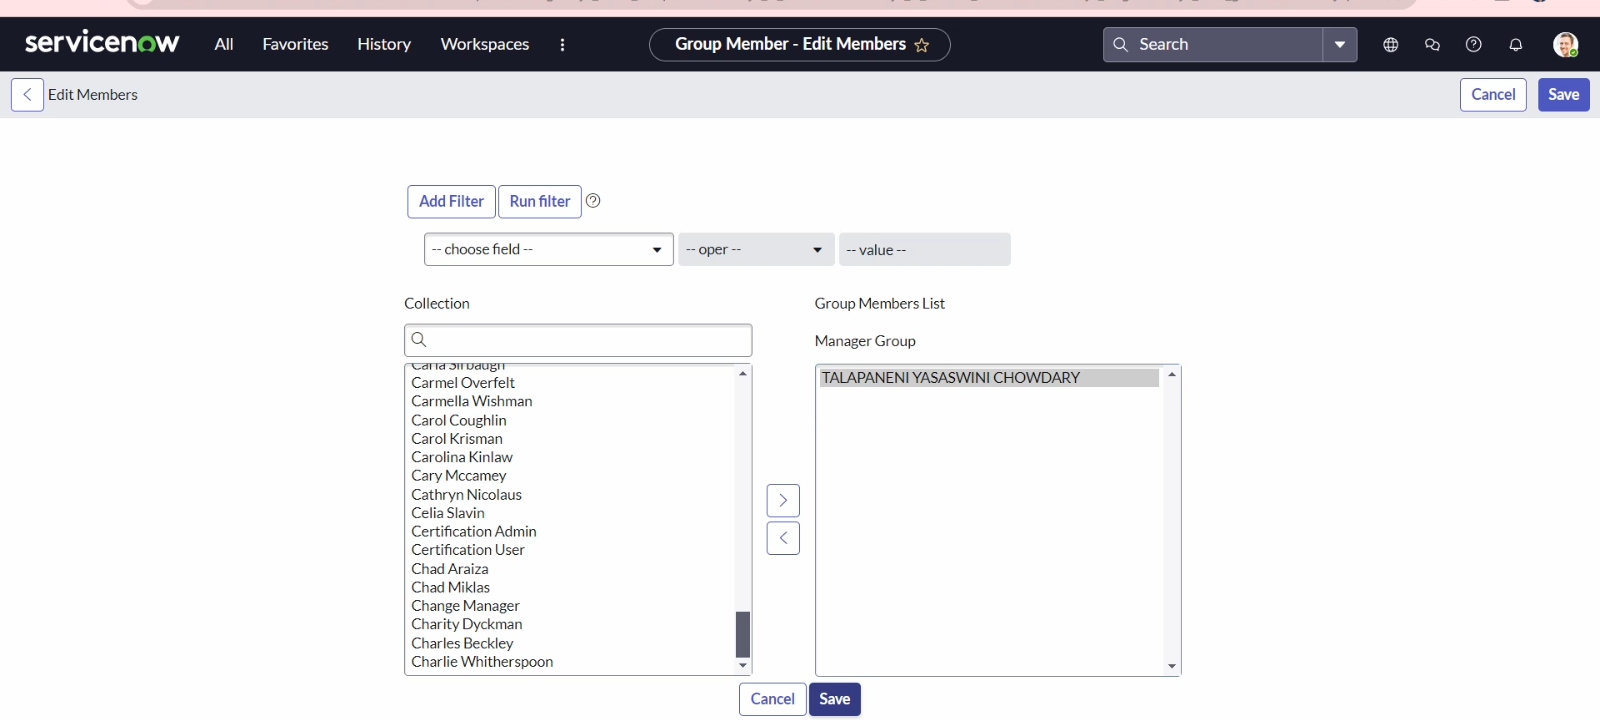 servicenow All Favorites History Workspaces Group Member - Edit Members Search
Edit Members Cancel Save
Add Filter Run filter
-- choose field -- -- oper -- -- value --
Collection
Group Members List
Manager Group
Carla Sirbaugh
Carmel Overfelt
Carmella Wishman
Carol Coughlin
Carol Krisman
Carolina Kinlaw
Cary Mccamey
Cathryn Nicolaus
Celia Slavin
Certification Admin
Certification User
Chad Araiza
Chad Miklas
Change Manager
Charity Dyckman
Charles Beckley
Charlie Whitherspoon
TALAPANENI YASASWINI CHOWDARY
Cancel Save